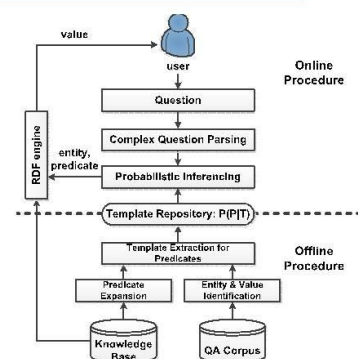 value
user
Online
Procedure
Question
Complex Question Parsing
RDF engine
entity,
predicate
Probabilistic Inferencing
Template Repository: P(P|T)
Template Extraction for
Predicates
Offline
Procedure
Predicate
Expansion
Entity & Value
Identification
Knowledge
Base
QA Corpus